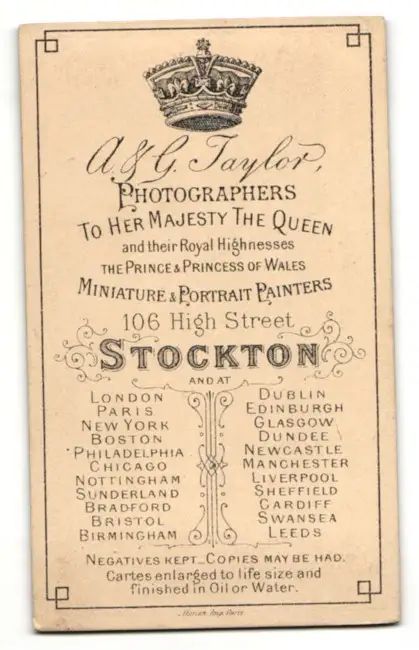 A. & G. Taylor,
PHOTOGRAPHERS
TO HER MAJESTY THE QUEEN
and their Royal Highnesses
THE PRINCE & PRINCESS OF WALES
MINIATURE & PORTRAIT PAINTERS
106 High Street
STOCKTON
AND AT
LONDON
PARIS
NEW YORK
BOSTON
PHILADELPHIA
CHICAGO
NOTTINGHAM
SUNDERLAND
BRADFORD
BRISTOL
BIRMINGHAM
DUBLIN
EDINBURGH
GLASGOW
DUNDEE
NEWCASTLE
MANCHESTER
LIVERPOOL
SHEFFIELD
CARDIFF
SWANSEA
LEEDS
NEGATIVES KEPT_COPIES MAY BE HAD.
Cartes enlarged to life size and
finished in Oil or Water.
Imp. Paris